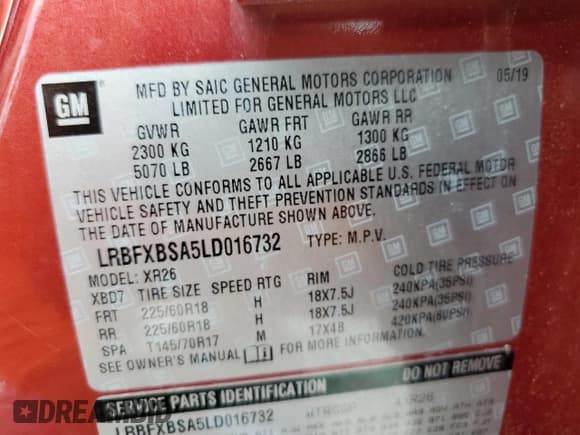 GM
MFD BY SAIC GENERAL MOTORS CORPORATION 05/19
LIMITED FOR GENERAL MOTORS LLC
GVWR GAWR FRT GAWR RR
2300 KG 1210 KG 1300 KG
5070 LB 2667 LB 2866 LB
THIS VEHICLE CONFORMS TO ALL APPLICABLE U.S. FEDERAL MOTOR
VEHICLE SAFETY AND THEFT PREVENTION STANDARDS IN EFFECT ON
THE DATE OF MANUFACTURE SHOWN ABOVE.
LRBFXBSA5LD016732 TYPE: M.P.V.
MODEL: XR26
XBD7 TIRE SIZE SPEED RTG RIM COLD TIRE PRESSURE
FRT 225/60R18 H 18X7.5J 240KPA(35PSI)
RR 225/60R18 H 18X7.5J 240KPA(35PSI)
SPA T145/70R17 M 17X4B 420KPA(60PSI)
SEE OWNER'S MANUAL FOR MORE INFORMATION.
SERVICE PARTS IDENTIFICATION DO NOT REMOVE
LRBFXBSA5LD016732 XR26
DREAMBID